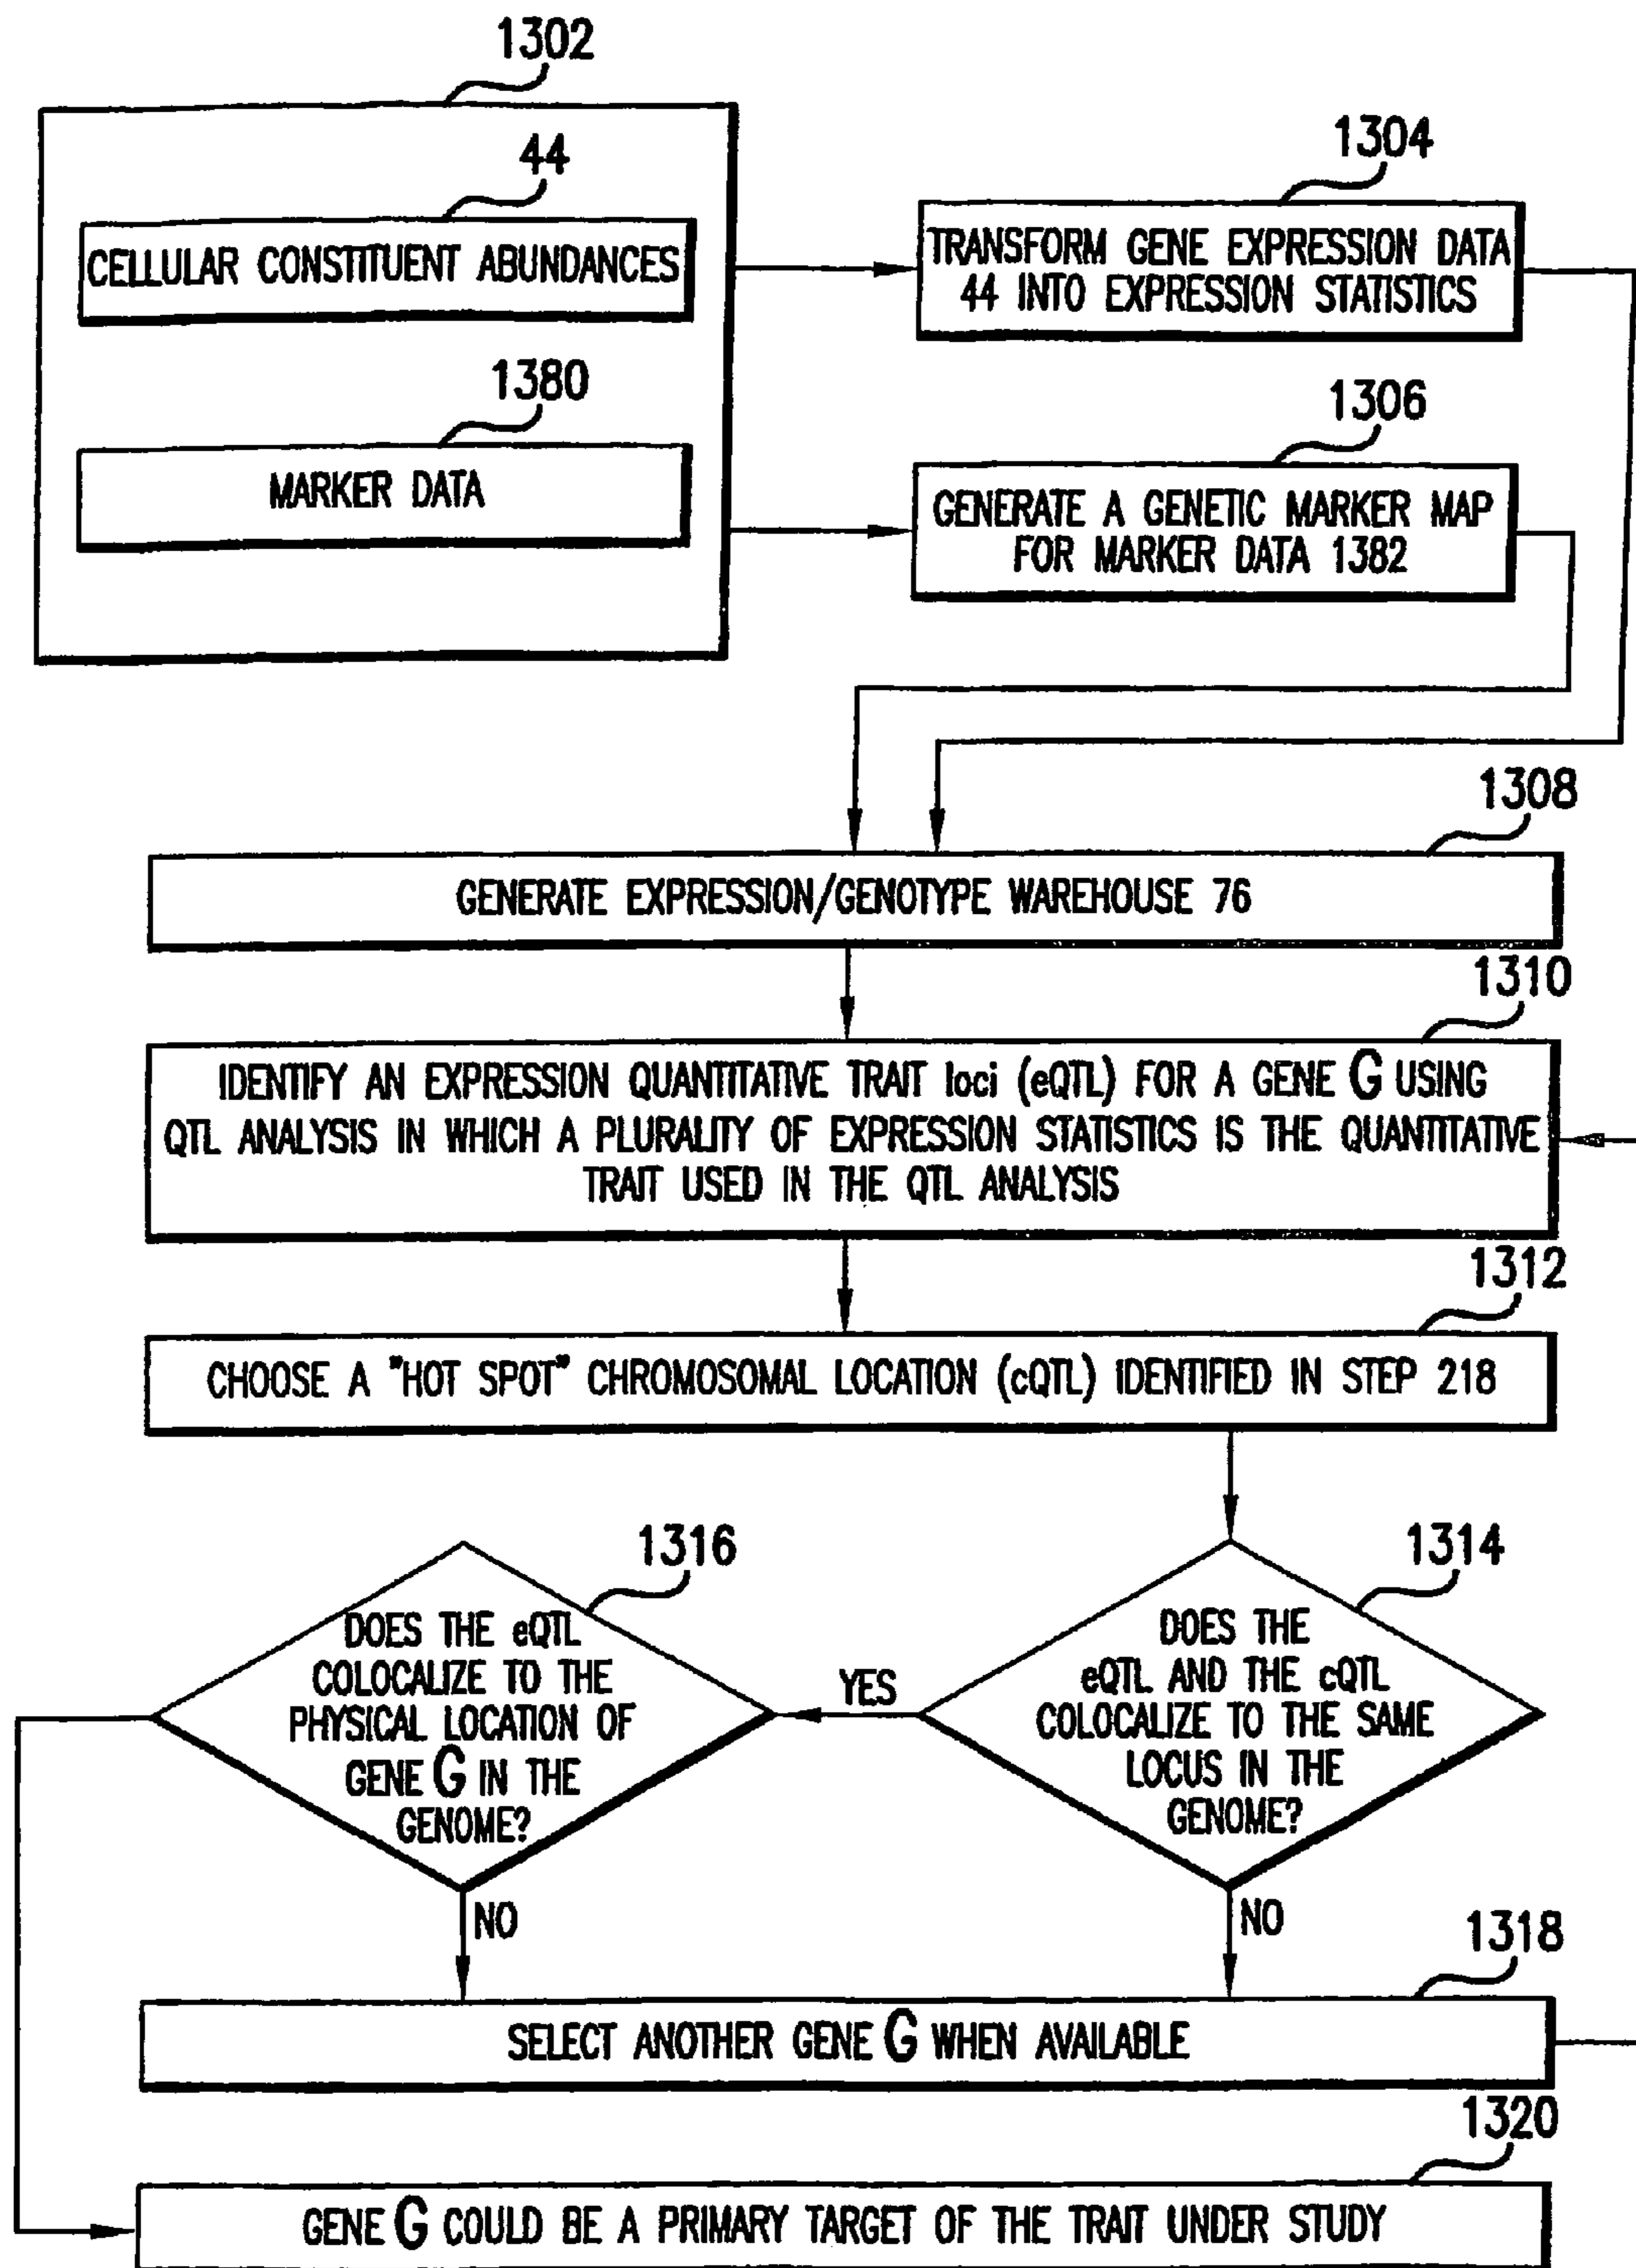 1302
44
CELLULAR CONSTITUENT ABUNDANCES
1380
MARKER DATA
1304
TRANSFORM GENE EXPRESSION DATA
44 INTO EXPRESSION STATISTICS
1306
GENERATE A GENETIC MARKER MAP
FOR MARKER DATA 1382
1308
GENERATE EXPRESSION/GENOTYPE WAREHOUSE 76
1310
IDENTIFY AN EXPRESSION QUANTITATIVE TRAIT loci (eQTL) FOR A GENE G USING
QTL ANALYSIS IN WHICH A PLURALITY OF EXPRESSION STATISTICS IS THE QUANTITATIVE
TRAIT USED IN THE QTL ANALYSIS
1312
CHOOSE A "HOT SPOT" CHROMOSOMAL LOCATION (cQTL) IDENTIFIED IN STEP 218
1314
DOES THE
eQTL AND THE cQTL
COLOCALIZE TO THE SAME
LOCUS IN THE
GENOME?
YES
NO
1316
DOES THE eQTL
COLOCALIZE TO THE
PHYSICAL LOCATION OF
GENE G IN THE
GENOME?
NO
1318
SELECT ANOTHER GENE G WHEN AVAILABLE
1320
GENE G COULD BE A PRIMARY TARGET OF THE TRAIT UNDER STUDY